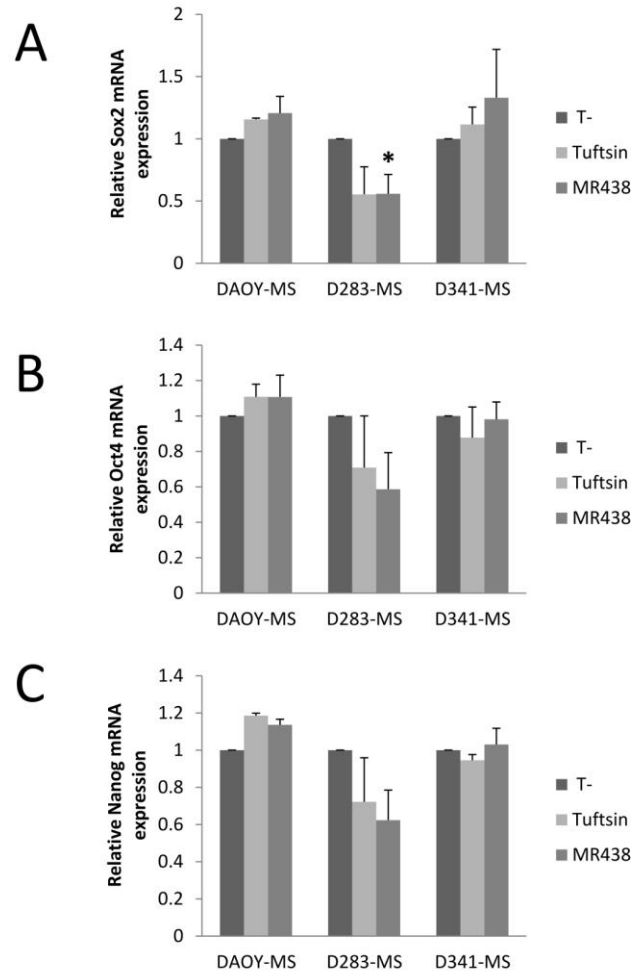 A
Relative Sox2 mRNA
expression
2
1.5
1
0.5
0
*
DAOY-MS
D283-MS
D341-MS
T-
Tuftsin
MR438
B
Relative Oct4 mRNA
expression
1.4
1.2
1
0.8
0.6
0.4
0.2
0
DAOY-MS
D283-MS
D341-MS
T-
Tuftsin
MR438
C
Relative Nanog mRNA
expression
1.4
1.2
1
0.8
0.6
0.4
0.2
0
DAOY-MS
D283-MS
D341-MS
T-
Tuftsin
MR438